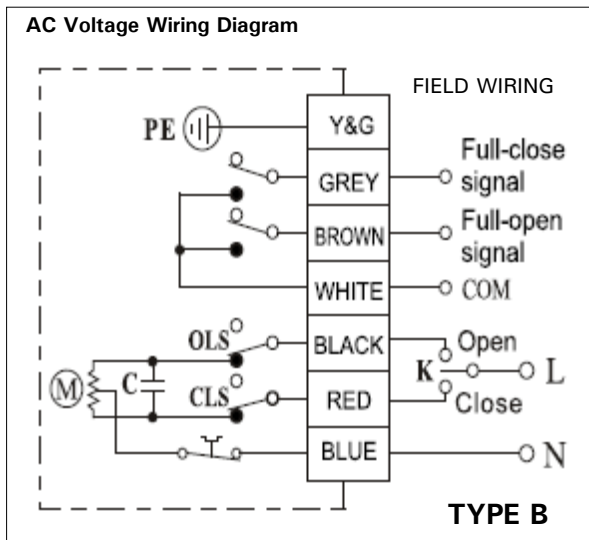 AC Voltage Wiring Diagram
FIELD WIRING
PE
Y&G
GREY
Full-close
signal
BROWN
Full-open
signal
WHITE
COM
OLS
BLACK
Open
M
C
K
L
CLS
RED
Close
BLUE
N
TYPE B